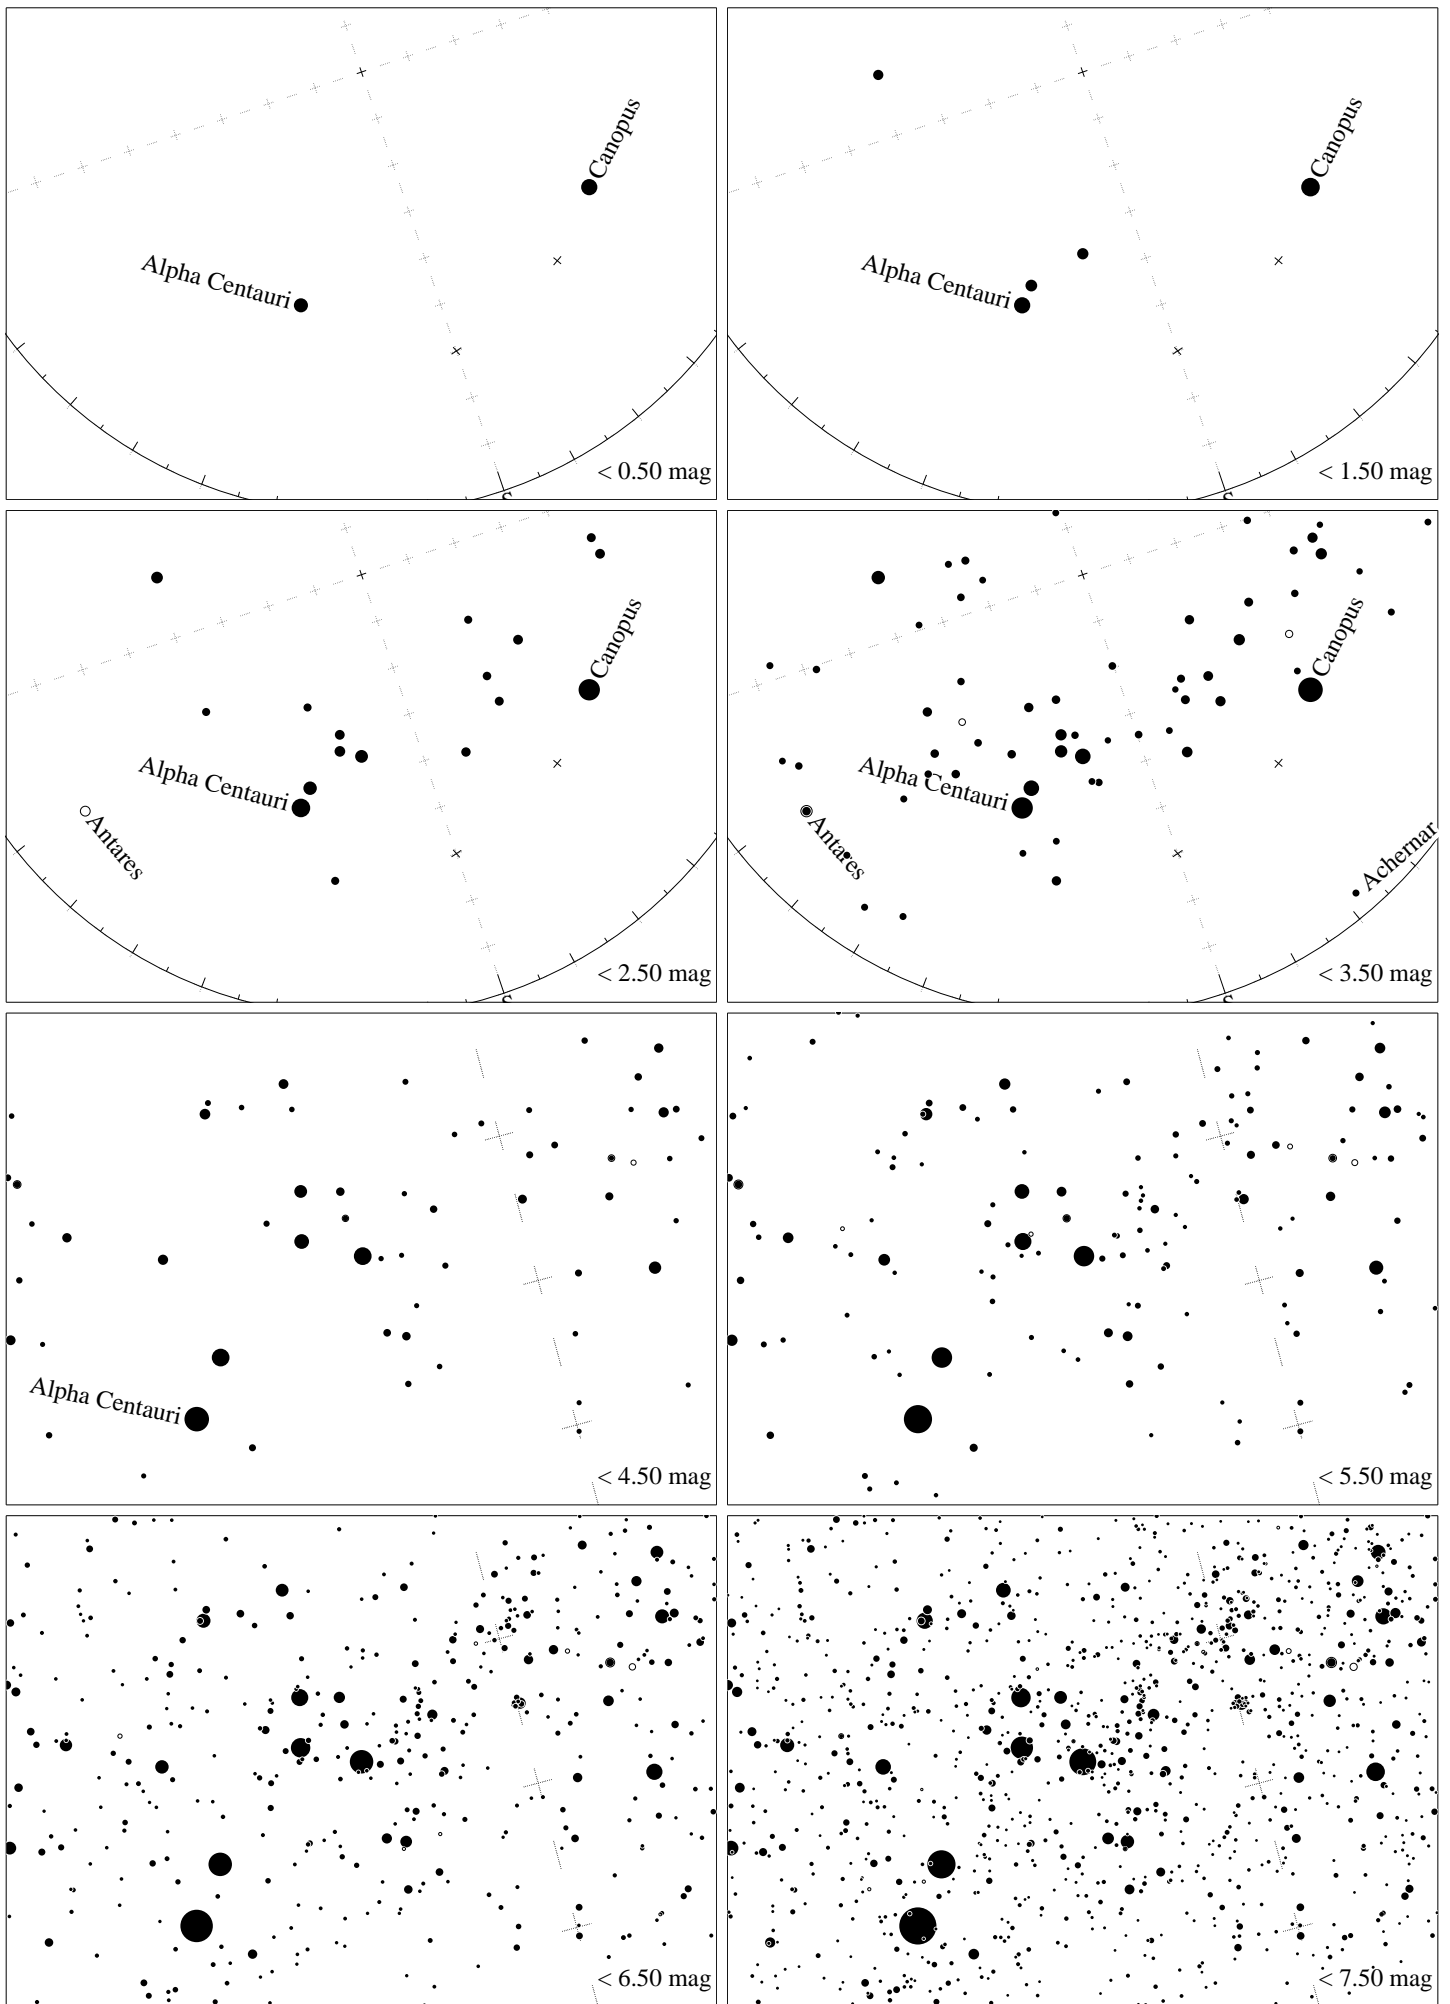 Canopus
Alpha Centauri
< 0.50 mag
Canopus
Alpha Centauri
< 1.50 mag
Canopus
Alpha Centauri
Antares
< 2.50 mag
Canopus
Alpha Centauri
Antares
Achernar
< 3.50 mag
Alpha Centauri
< 4.50 mag
< 5.50 mag
< 6.50 mag
< 7.50 mag